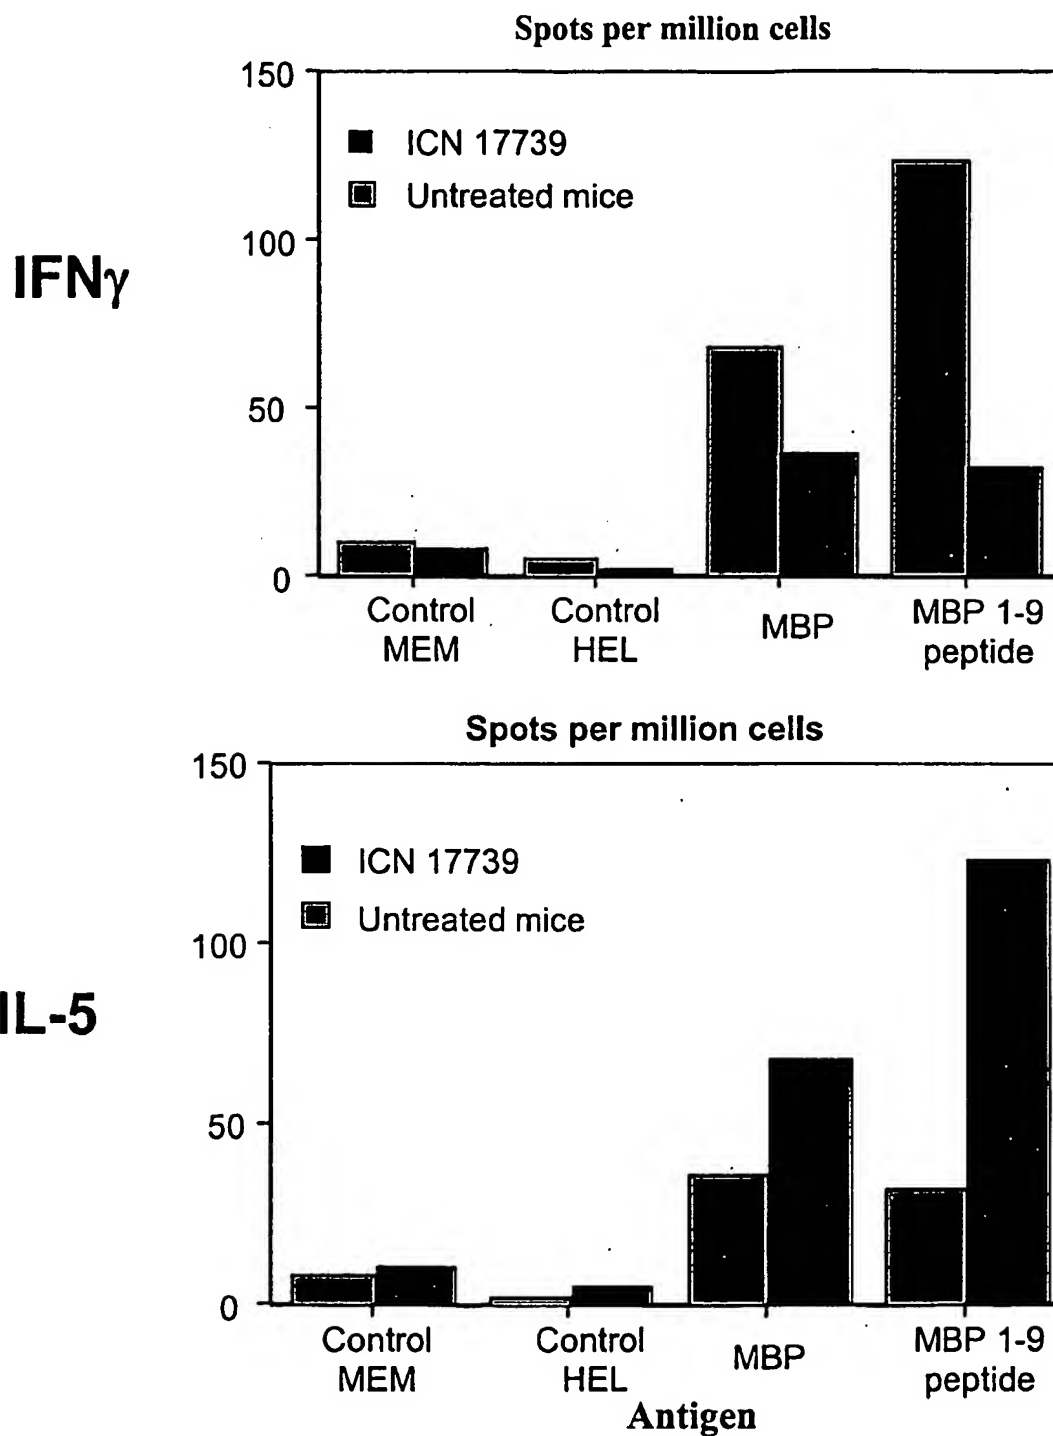 Spots per million cells
150
ICN 17739
Untreated mice
100
IFNγ
50
0
Control
MEM
Control
HEL
MBP
MBP 1-9
peptide
Spots per million cells
150
ICN 17739
Untreated mice
100
IL-5
50
0
Control
MEM
Control
HEL
MBP
MBP 1-9
peptide
Antigen